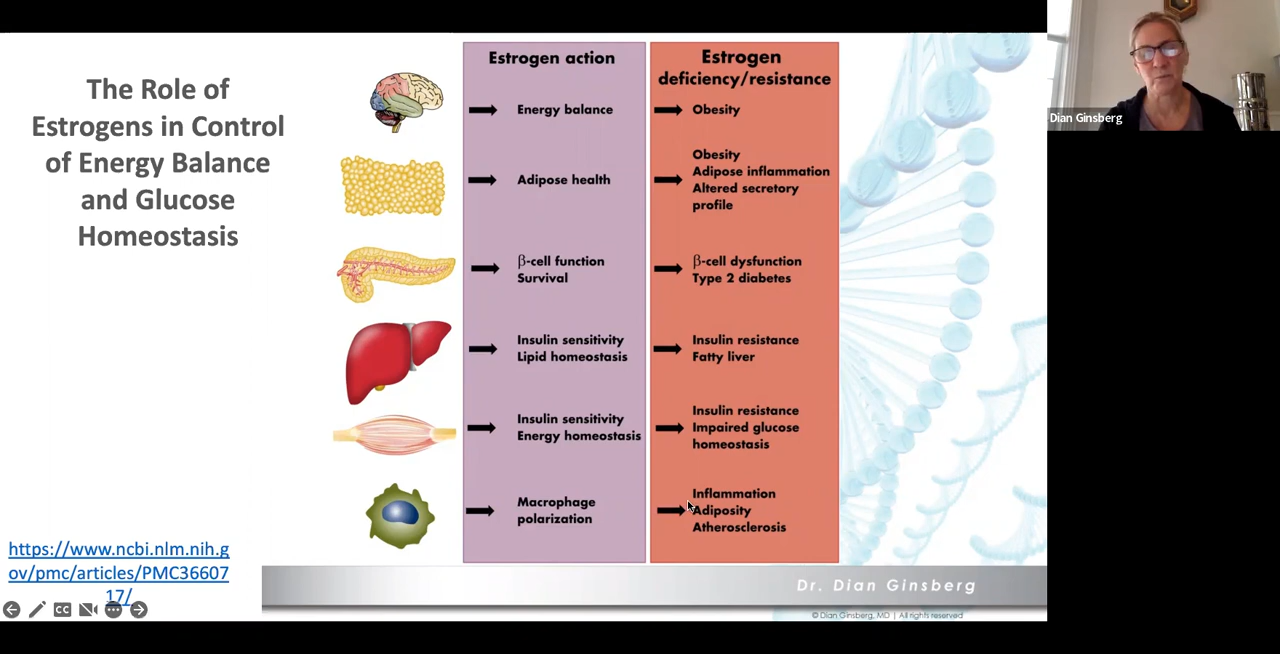 The Role of
Estrogens in Control
of Energy Balance
and Glucose
Homeostasis
https://www.ncbi.nlm.nih.g
ov/pmc/articles/PMC36607
17/
CC
Estrogen action
Energy balance
Adipose health
β-cell function
Survival
Insulin sensitivity
Lipid homeostasis
Insulin sensitivity
Energy homeostasis
Macrophage
polarization
Estrogen
deficiency/resistance
Obesity
Obesity
Adipose inflammation
Altered secretory
profile
β-cell dysfunction
Type 2 diabetes
Insulin resistance
Fatty liver
Insulin resistance
Impaired glucose
homeostasis
Inflammation
Adiposity
Atherosclerosis
Dr. Dian Ginsberg
© Dian Ginsberg, MD | All rights reserved
Dian Ginsberg